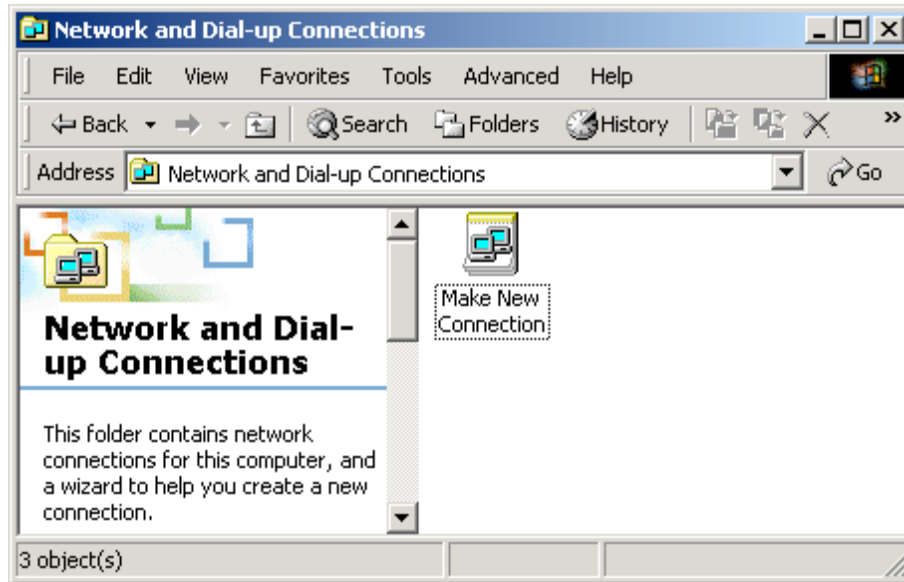 Network and Dial-up Connections
File Edit View Favorites Tools Advanced Help
Back Search Folders History »
Address Network and Dial-up Connections Go
Make New
Connection
Network and Dial-
up Connections
This folder contains network
connections for this computer, and
a wizard to help you create a new
connection.
3 object(s)